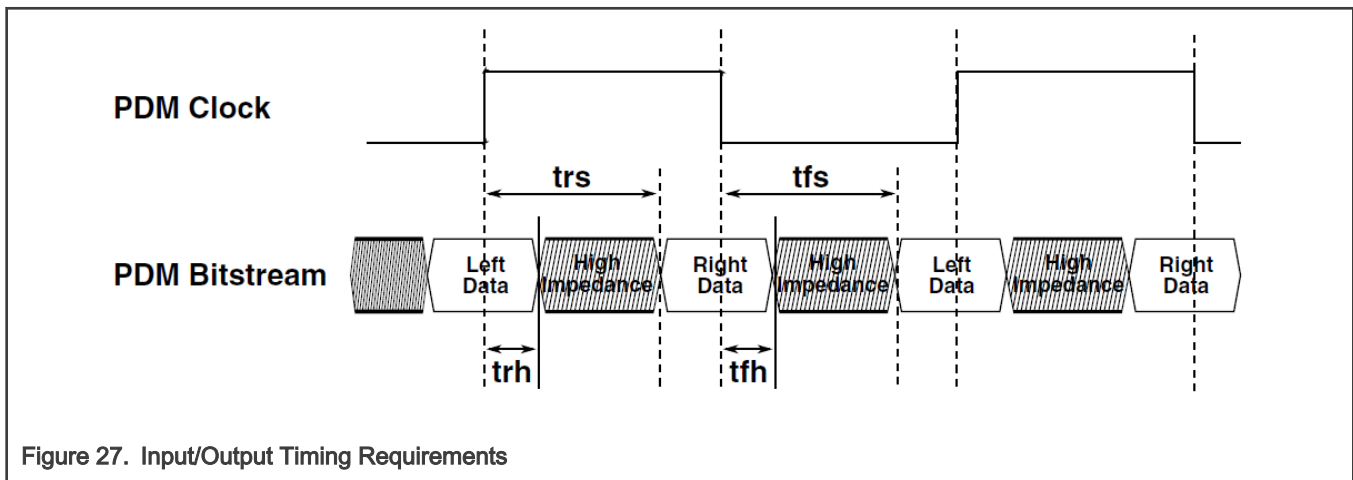 PDM Clock
trs
tfs
PDM Bitstream
Left
Data
High
Impedance
Right
Data
High
Impedance
Left
Data
High
Impedance
Right
Data
trh
tfh
Figure 27. Input/Output Timing Requirements